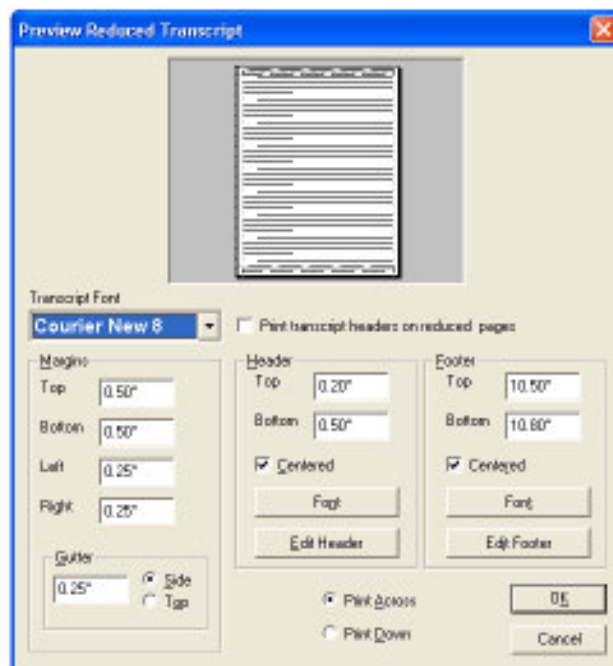 Preview Reduced Transcript
Transcript Font
Courier New 8
Print transcript headers on reduced pages
Margins
Top 0.50"
Bottom 0.50"
Left 0.25"
Right 0.25"
Gutter
0.25"
Side
Top
Header
Top 0.20"
Bottom 0.50"
Centered
Font
Edit Header
Footer
Top 10.50"
Bottom 10.80"
Centered
Font
Edit Footer
Print Across
Print Down
OK
Cancel